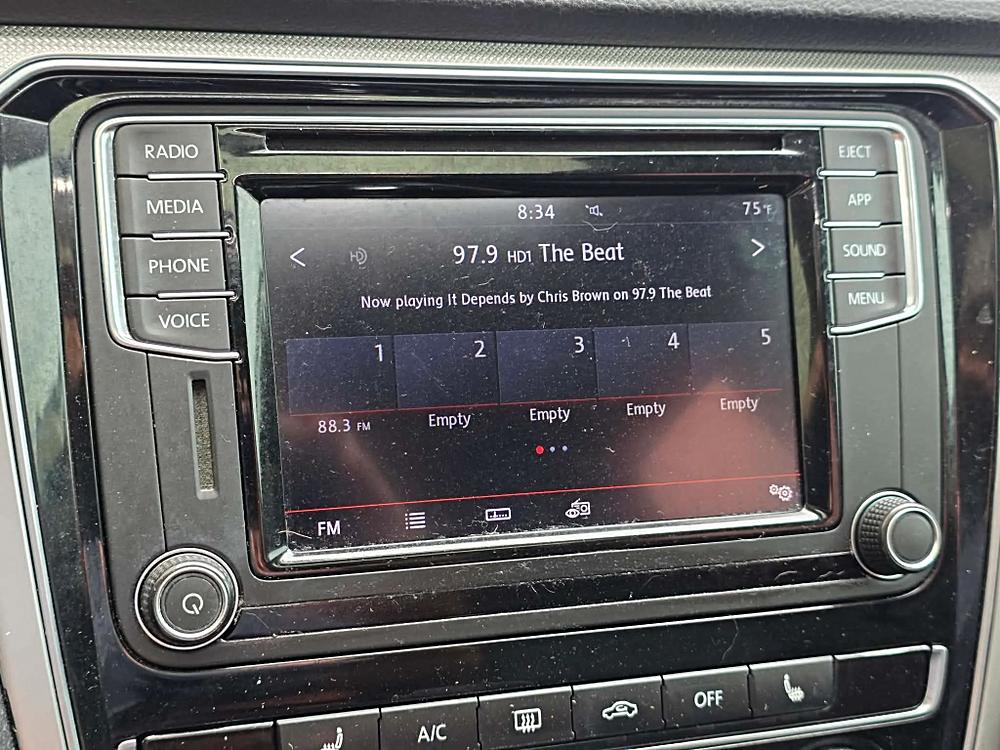 RADIO
MEDIA
PHONE
VOICE
EJECT
APP
SOUND
MENU
8:34
75°F
HD
97.9 HD1 The Beat
Now playing It Depends by Chris Brown on 97.9 The Beat
1 2 3 4 5
88.3 FM Empty Empty Empty Empty
FM
A/C
OFF